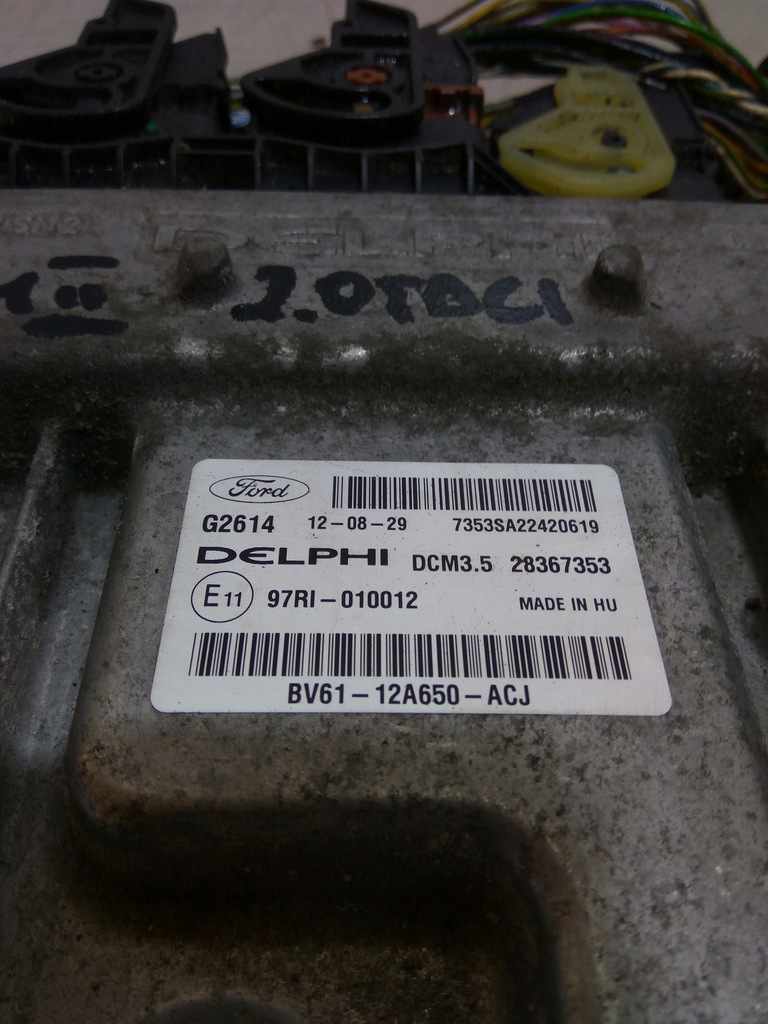 DELPHI
2.0TDCI
Ford
G2614 12-08-29 7353SA22420619
DELPHI DCM3.5 28367353
E11 97RI-010012 MADE IN HU
BV61-12A650-ACJ